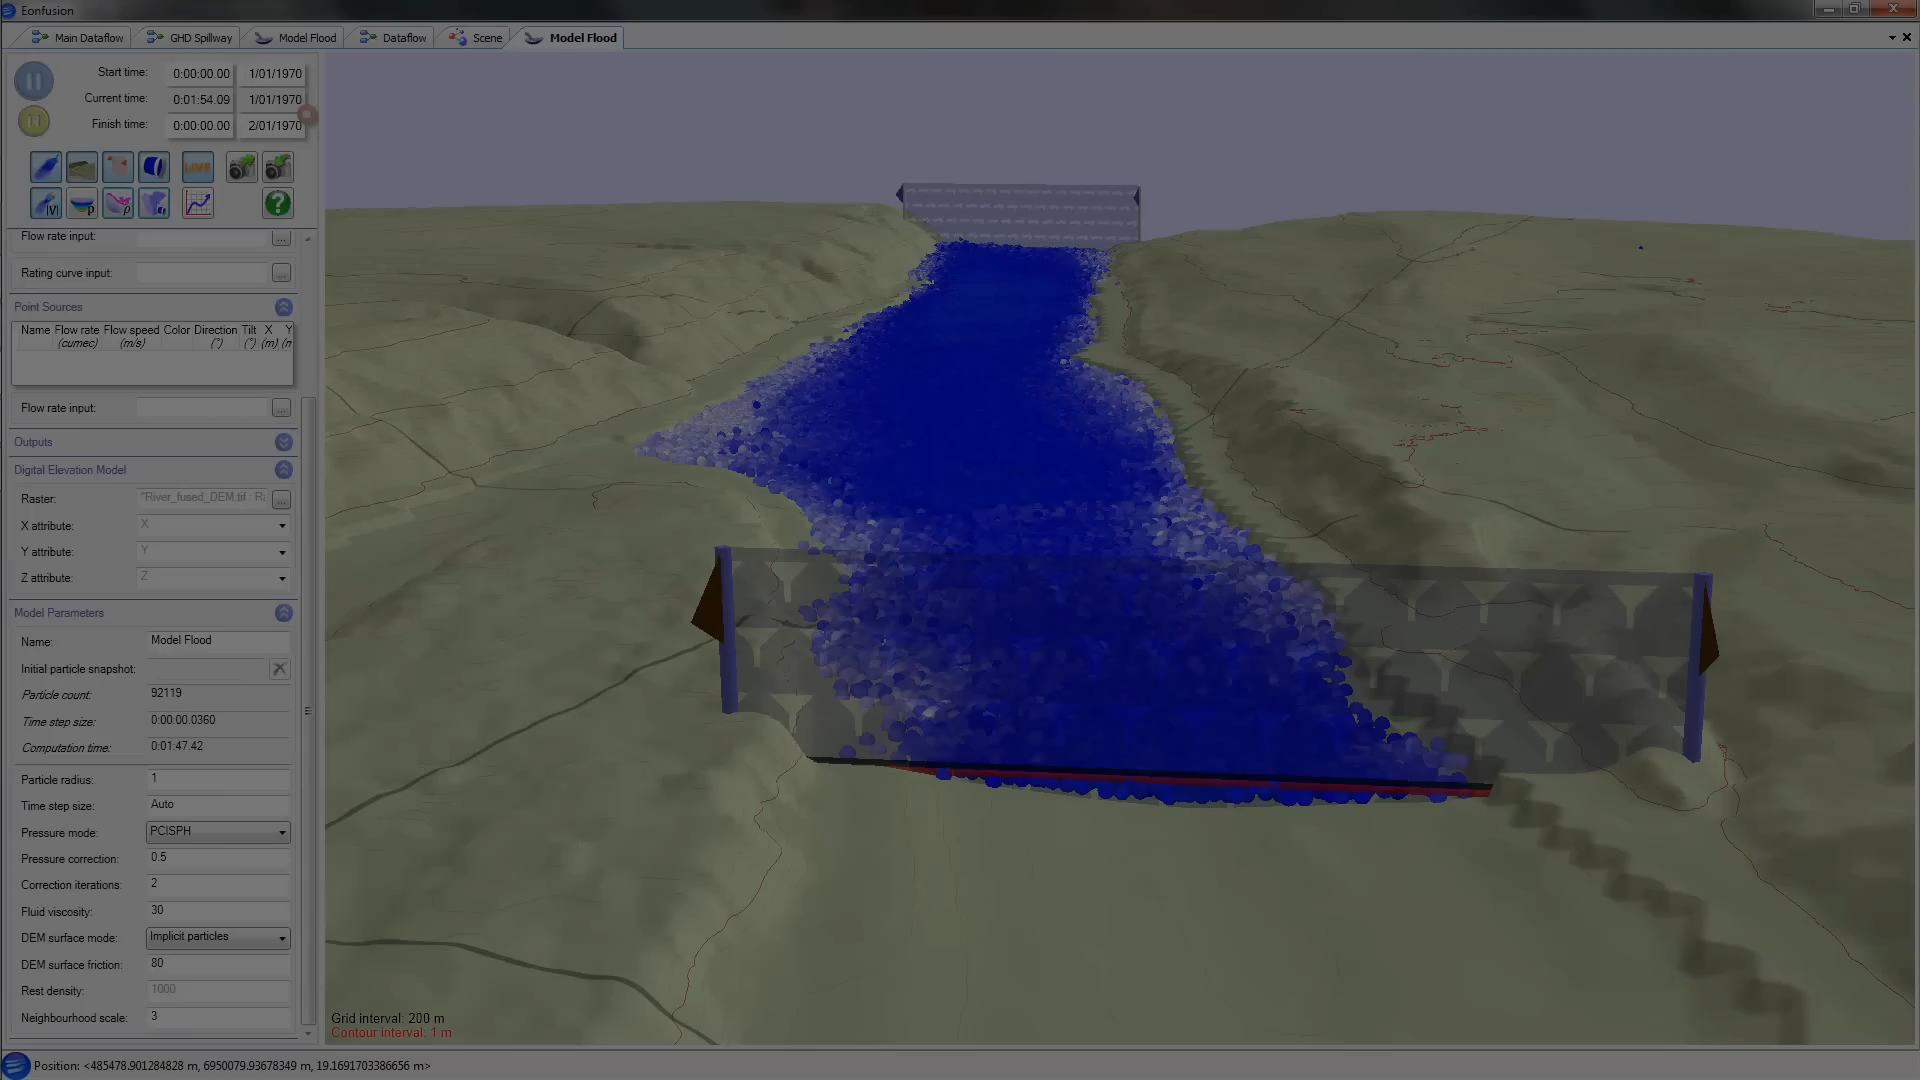 Eonfusion
Main Dataflow GHD Spillway Model Flood Dataflow Scene Model Flood
Start time: 0:00:00.00 1/01/1970
Current time: 0:01:54.09 1/01/1970
Finish time: 0:00:00.00 2/01/1970
LIVE
|V| p ρ ?
Flow rate input: ...
Rating curve input: ...
Point Sources
Name Flow rate Flow speed Color Direction Tilt X Y
(cumec) (m/s) (°) (°) (m) (m
Flow rate input: ...
Outputs
Digital Elevation Model
Raster: "River_fused_DEM.tif : Ra ...
X attribute: X
Y attribute: Y
Z attribute: Z
Model Parameters
Name: Model Flood
Initial particle snapshot:
Particle count: 92119
Time step size: 0:00:00.0360
Computation time: 0:01:47.42
Particle radius: 1
Time step size: Auto
Pressure mode: PCISPH
Pressure correction: 0.5
Correction iterations: 2
Fluid viscosity: 30
DEM surface mode: Implicit particles
DEM surface friction: 80
Rest density: 1000
Neighbourhood scale: 3
Grid interval: 200 m
Contour interval: 1 m
Position: <485478.901284828 m, 6950079.93678349 m, 19.1691703386656 m>